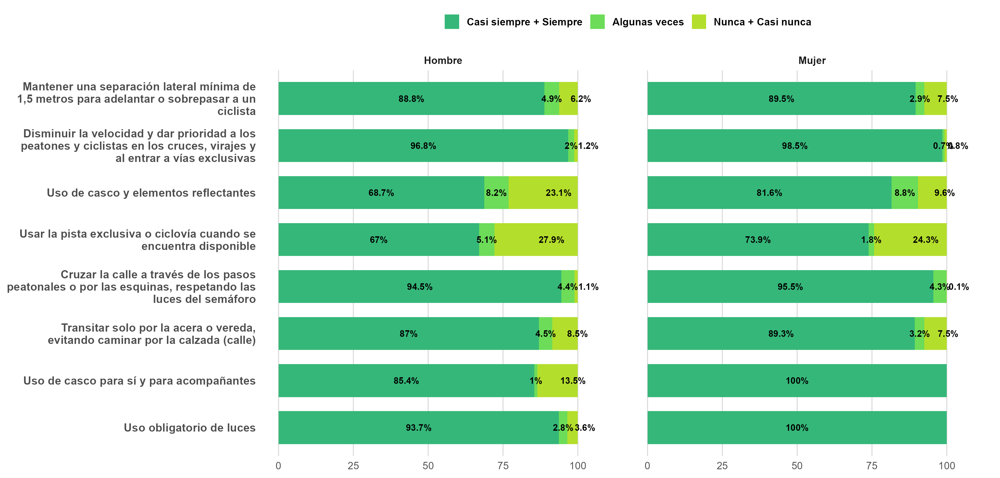 Casi siempre + Siempre Algunas veces Nunca + Casi nunca
Hombre Mujer
Mantener una separación lateral mínima de
1,5 metros para adelantar o sobrepasar a un
ciclista
88.8% 4.9% 6.2% 89.5% 2.9% 7.5%
Disminuir la velocidad y dar prioridad a los
peatones y ciclistas en los cruces, virajes y
al entrar a vías exclusivas
96.8% 2% 1.2% 98.5% 0.7% 0.8%
Uso de casco y elementos reflectantes
68.7% 8.2% 23.1% 81.6% 8.8% 9.6%
Usar la pista exclusiva o ciclovía cuando se
encuentra disponible
67% 5.1% 27.9% 73.9% 1.8% 24.3%
Cruzar la calle a través de los pasos
peatonales o por las esquinas, respetando las
luces del semáforo
94.5% 4.4% 1.1% 95.5% 4.3% 0.1%
Transitar solo por la acera o vereda,
evitando caminar por la calzada (calle)
87% 4.5% 8.5% 89.3% 3.2% 7.5%
Uso de casco para sí y para acompañantes
85.4% 1% 13.5% 100%
Uso obligatorio de luces
93.7% 2.8% 3.6% 100%
0 25 50 75 100 0 25 50 75 100